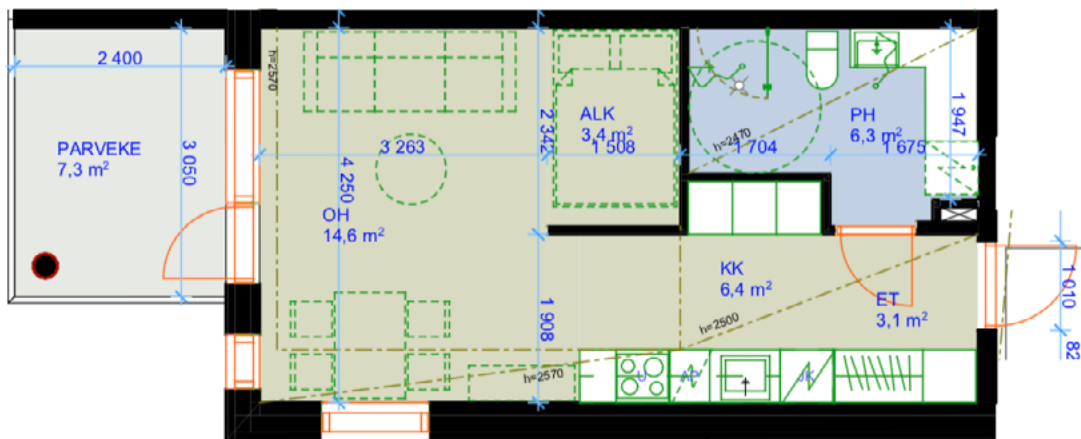 2 400
PARVEKE
7,3 m²
3 050
h=2570
3 263
4 250
OH
14,6 m²
2 342
ALK
3,4 m²
1 508
1 908
h=2470
1 704
PH
6,3 m²
1 675
1 947
KK
6,4 m²
ET
3,1 m²
h=2500
h=2570
U
AP
JK
1 010
82